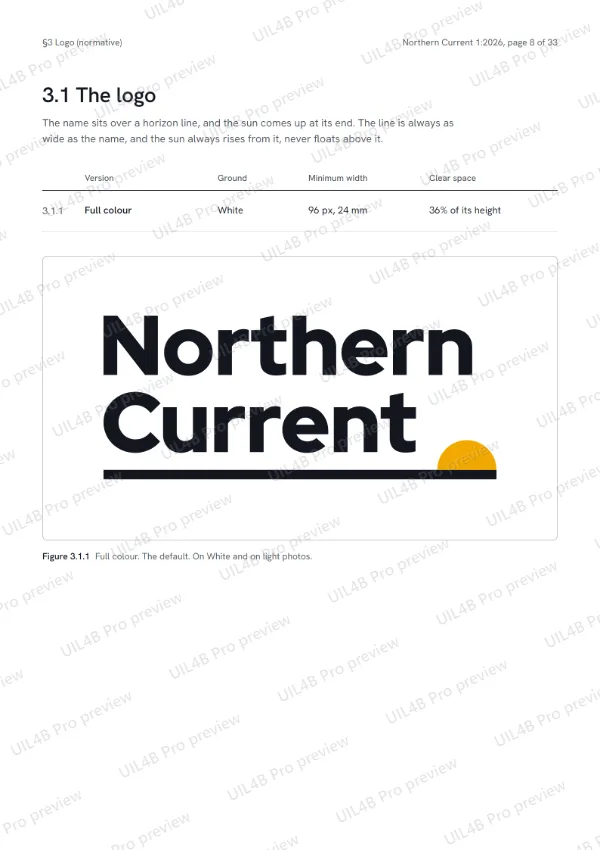 §3 Logo (normative)
Northern Current 1:2026, page 8 of 33
3.1 The logo
The name sits over a horizon line, and the sun comes up at its end. The line is always as
wide as the name, and the sun always rises from it, never floats above it.
Version Ground Minimum width Clear space
3.1.1 Full colour White 96 px, 24 mm 36% of its height
Northern
Current
Figure 3.1.1 Full colour. The default. On White and on light photos.
UIL4B Pro preview